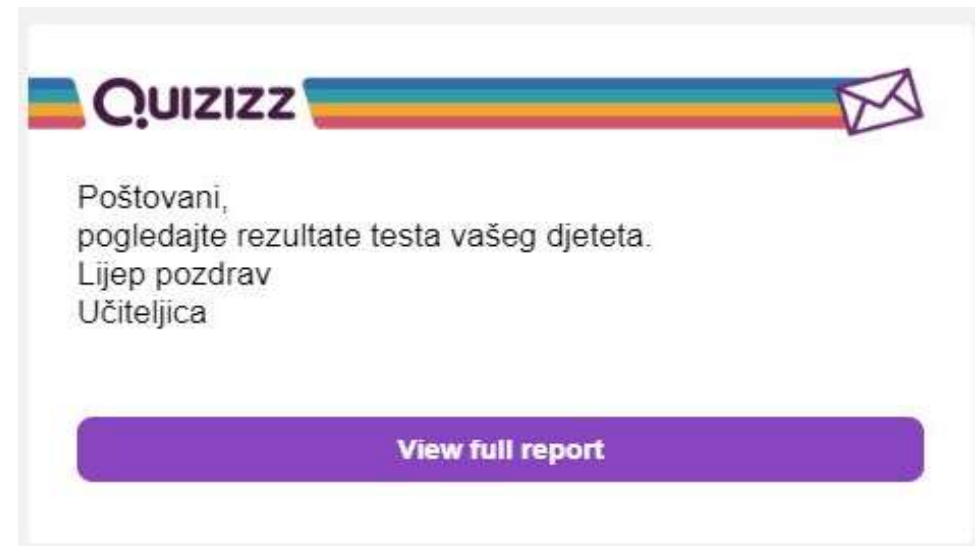 Quizizz
Poštovani,
pogledajte rezultate testa vašeg djeteta.
Lijep pozdrav
Učiteljica
View full report